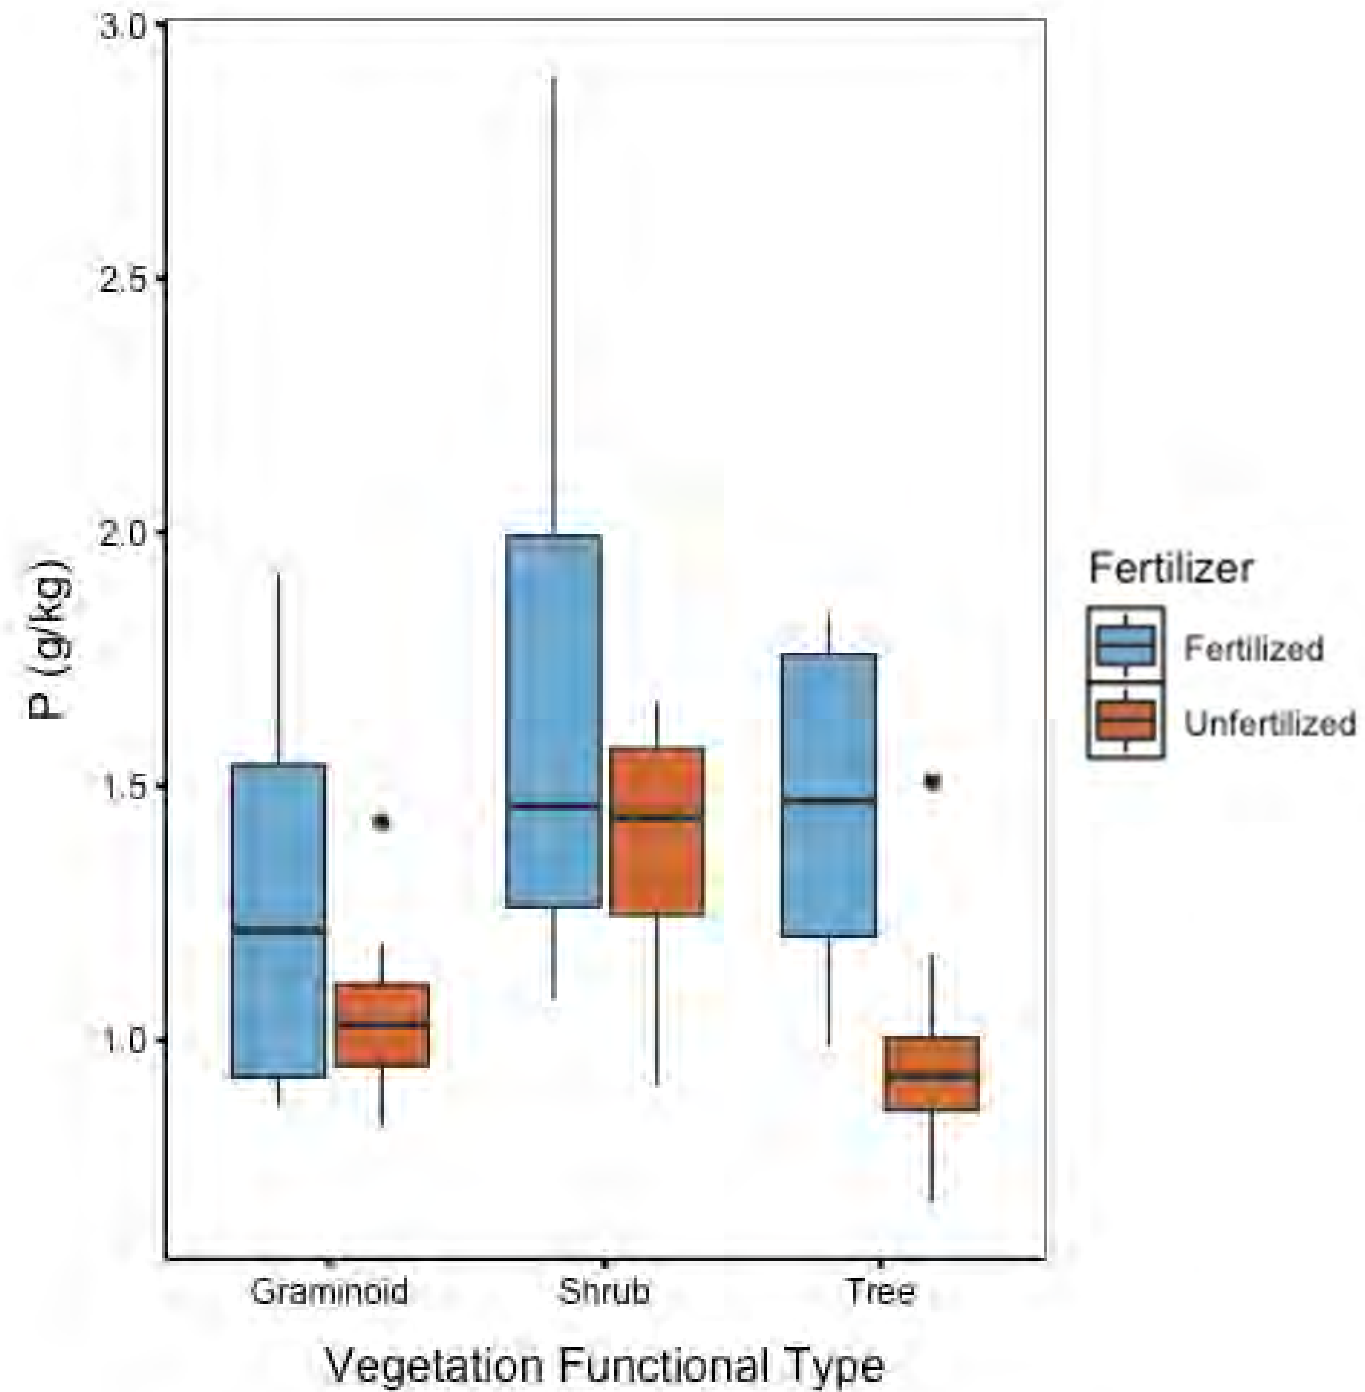 3.0
2.5
2.0
1.5
1.0
P (g/kg)
Graminoid
Shrub
Tree
Vegetation Functional Type
Fertilizer
Fertilized
Unfertilized